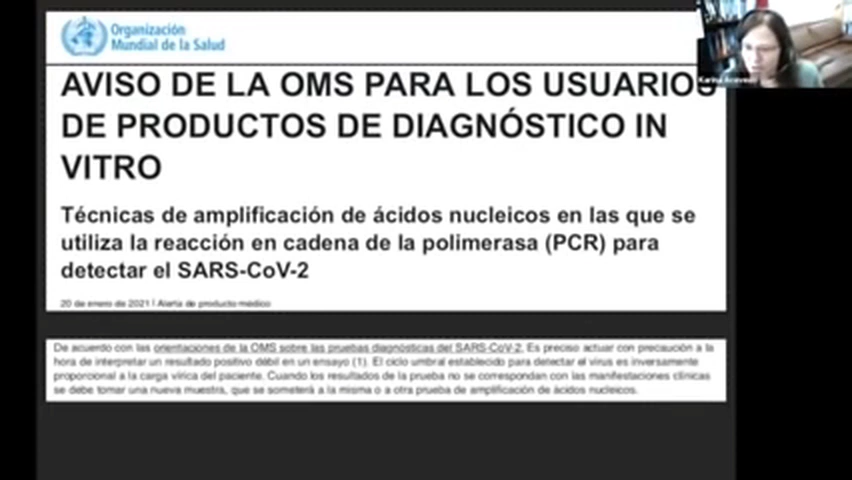 Organización
Mundial de la Salud
AVISO DE LA OMS PARA LOS USUARIOS
DE PRODUCTOS DE DIAGNÓSTICO IN
VITRO
Técnicas de amplificación de ácidos nucleicos en las que se
utiliza la reacción en cadena de la polimerasa (PCR) para
detectar el SARS-CoV-2
20 de enero de 2021 | Alerta de producto médico
De acuerdo con las orientaciones de la OMS sobre las pruebas diagnósticas del SARS-CoV-2. Es preciso actuar con precaución a la
hora de interpretar un resultado positivo débil en un ensayo (1). El ciclo umbral establecido para detectar el virus es inversamente
proporcional a la carga vírica del paciente. Cuando los resultados de la prueba no se correspondan con las manifestaciones clínicas
se debe tomar una nueva muestra, que se someterá a la misma o a otra prueba de amplificación de ácidos nucleicos.
Karina